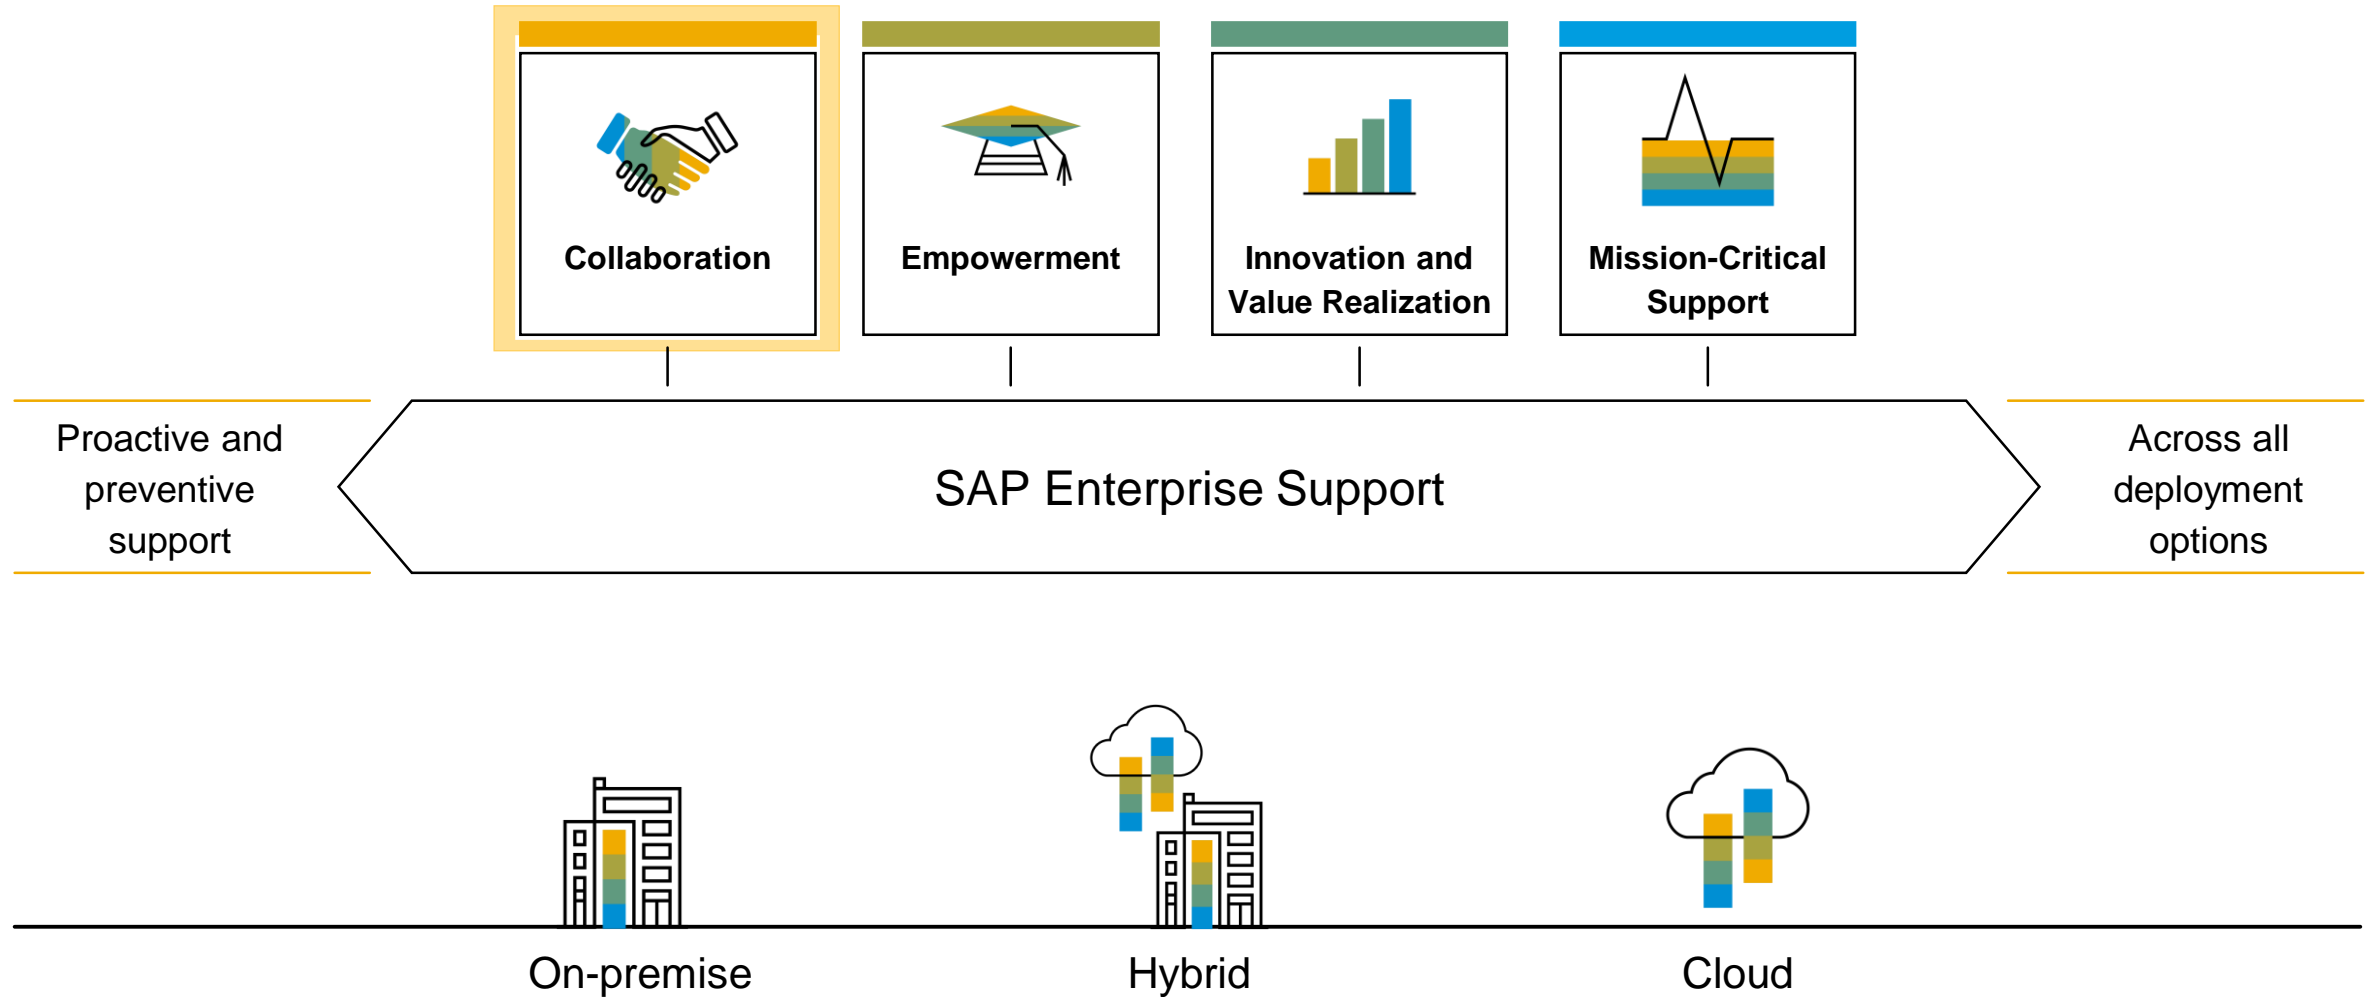 Collaboration
Empowerment
Innovation and
Value Realization
Mission-Critical
Support
Proactive and
preventive
support
SAP Enterprise Support
Across all
deployment
options
On-premise
Hybrid
Cloud